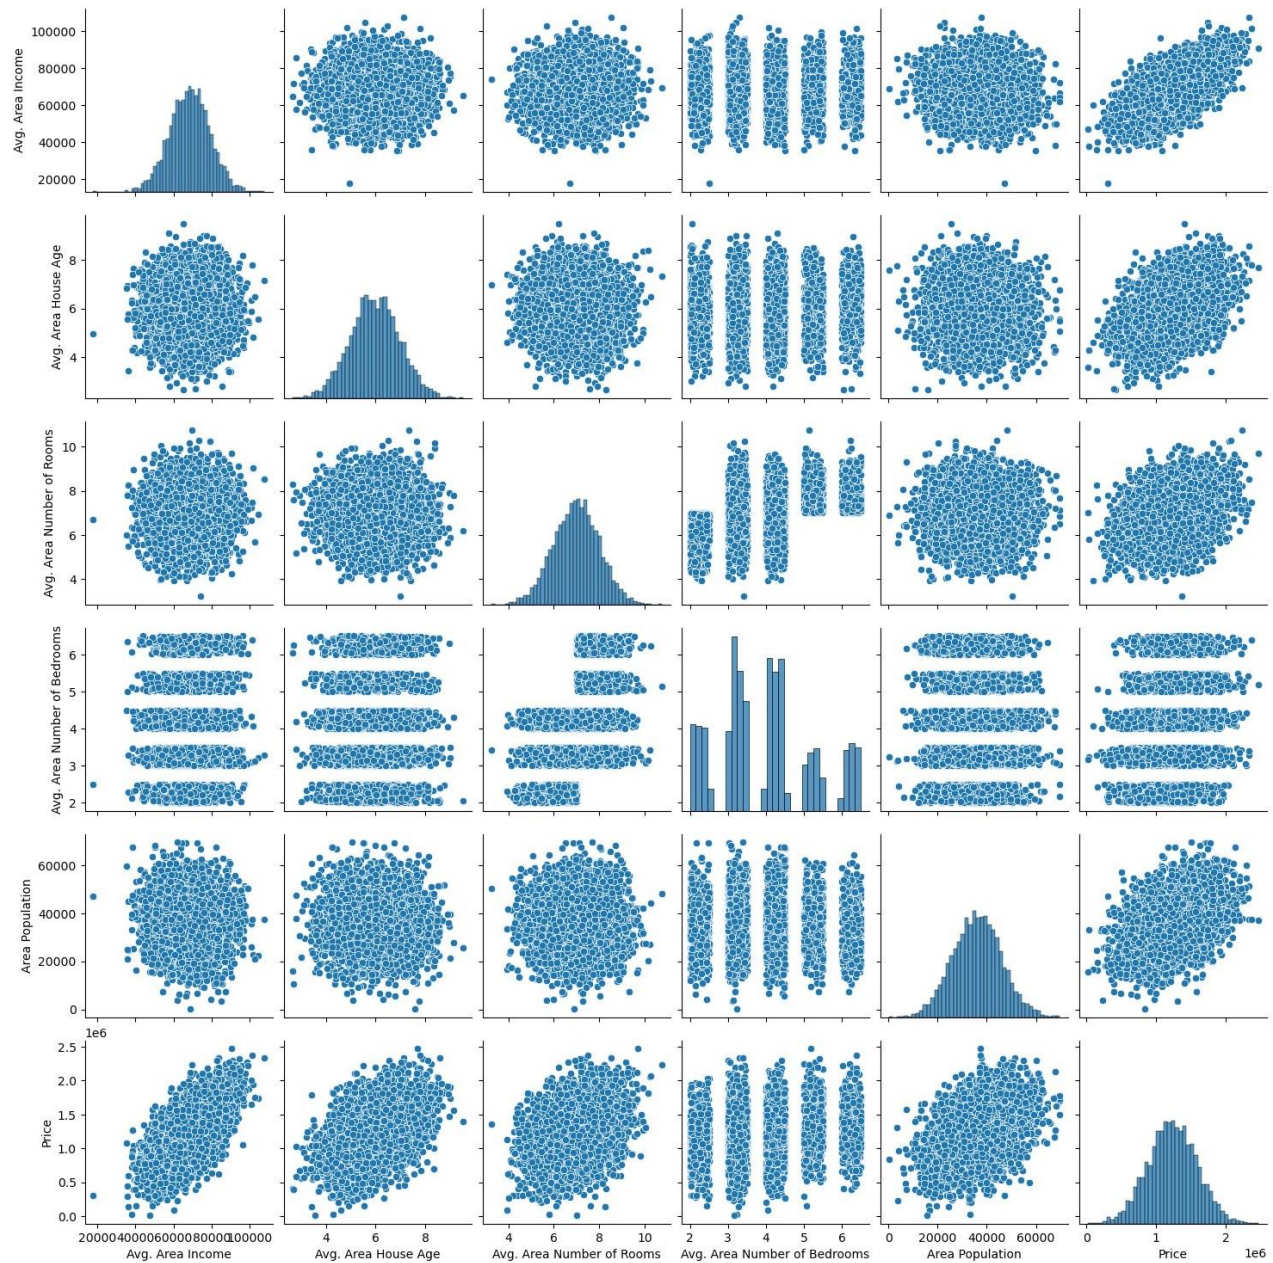 Avg. Area Income
100000
80000
60000
40000
20000
Avg. Area House Age
8
6
4
Avg. Area Number of Rooms
10
8
6
4
Avg. Area Number of Bedrooms
6
5
4
3
2
Area Population
60000
40000
20000
0
1e6
Price
2.5
2.0
1.5
1.0
0.5
0.0
20000 40000 60000 80000 100000
Avg. Area Income
4 6 8
Avg. Area House Age
4 6 8 10
Avg. Area Number of Rooms
2 3 4 5 6
Avg. Area Number of Bedrooms
0 20000 40000 60000
Area Population
0 1 2
1e6
Price